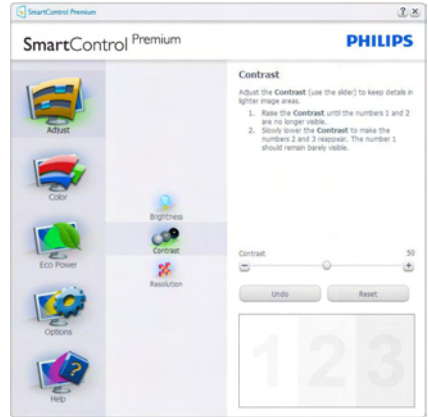 SmartControl Premium
SmartControl Premium
PHILIPS
Adjust
Color
Eco Power
Options
Help
Brightness
Contrast
Resolution
Contrast
Adjust the Contrast (use the slider) to keep details in
lighter image areas.
1. Raise the Contrast until the numbers 1 and 2
are no longer visible.
2. Slowly lower the Contrast to make the
numbers 2 and 3 reappear. The number 1
should remain barely visible.
Contrast 50
Undo Reset
1 2 3